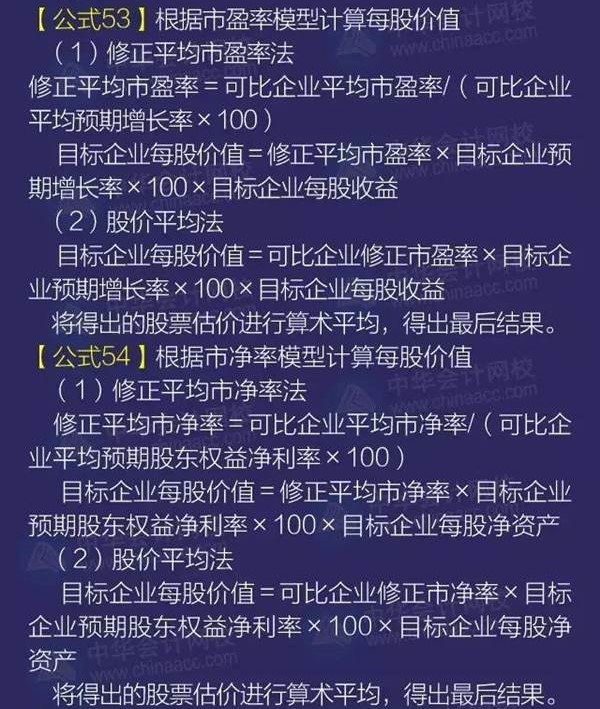 【公式53】根据市盈率模型计算每股价值
（1）修正平均市盈率法
修正平均市盈率＝可比企业平均市盈率/（可比企业
平均预期增长率×100）
目标企业每股价值＝修正平均市盈率×目标企业预
期增长率×100×目标企业每股收益
（2）股价平均法
目标企业每股价值＝可比企业修正市盈率×目标企
业预期增长率×100×目标企业每股收益
将得出的股票估价进行算术平均，得出最后结果。
【公式54】根据市净率模型计算每股价值
（1）修正平均市净率法
修正平均市净率＝可比企业平均市净率/（可比企
业平均预期股东权益净利率×100）
目标企业每股价值＝修正平均市净率×目标企业
预期股东权益净利率×100×目标企业每股净资产
（2）股价平均法
目标企业每股价值＝可比企业修正市净率×目标
企业预期股东权益净利率×100×目标企业每股净
资产
将得出的股票估价进行算术平均，得出最后结果。
中华会计网校
www.chinaacc.com